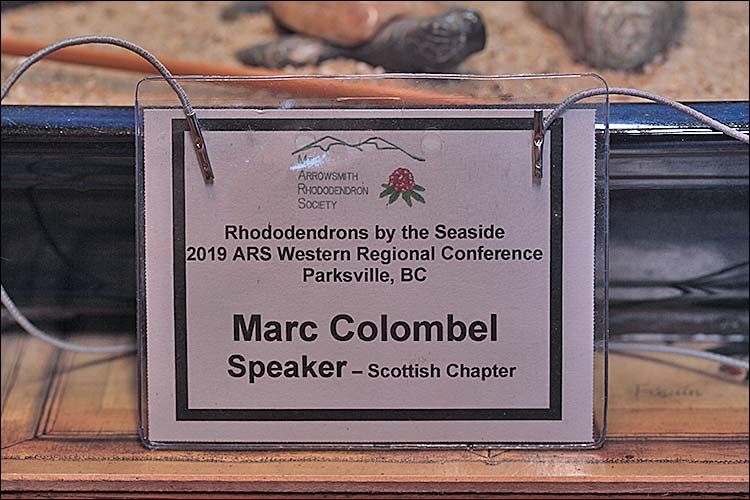 Arrowsmith
Rhododendron
Society
Rhododendrons by the Seaside
2019 ARS Western Regional Conference
Parksville, BC
Marc Colombel
Speaker – Scottish Chapter